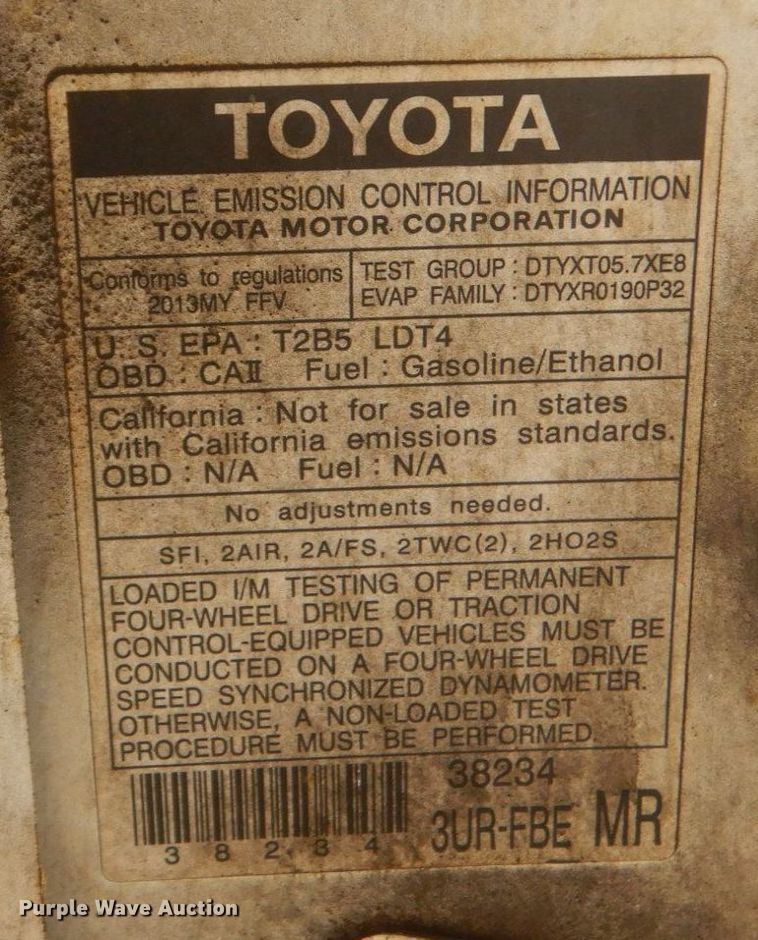 TOYOTA
VEHICLE EMISSION CONTROL INFORMATION
TOYOTA MOTOR CORPORATION
Conforms to regulations
2013MY FFV
TEST GROUP : DTYXT05.7XE8
EVAP FAMILY : DTYXR0190P32
U. S. EPA : T2B5 LDT4
OBD : CAⅡ Fuel : Gasoline/Ethanol
California : Not for sale in states
with California emissions standards.
OBD : N/A Fuel : N/A
No adjustments needed.
SFI, 2AIR, 2A/FS, 2TWC(2), 2HO2S
LOADED I/M TESTING OF PERMANENT
FOUR-WHEEL DRIVE OR TRACTION
CONTROL-EQUIPPED VEHICLES MUST BE
CONDUCTED ON A FOUR-WHEEL DRIVE
SPEED SYNCHRONIZED DYNAMOMETER.
OTHERWISE, A NON-LOADED TEST
PROCEDURE MUST BE PERFORMED.
38234
3 8 2 3 4
3UR-FBE MR
Purple Wave Auction